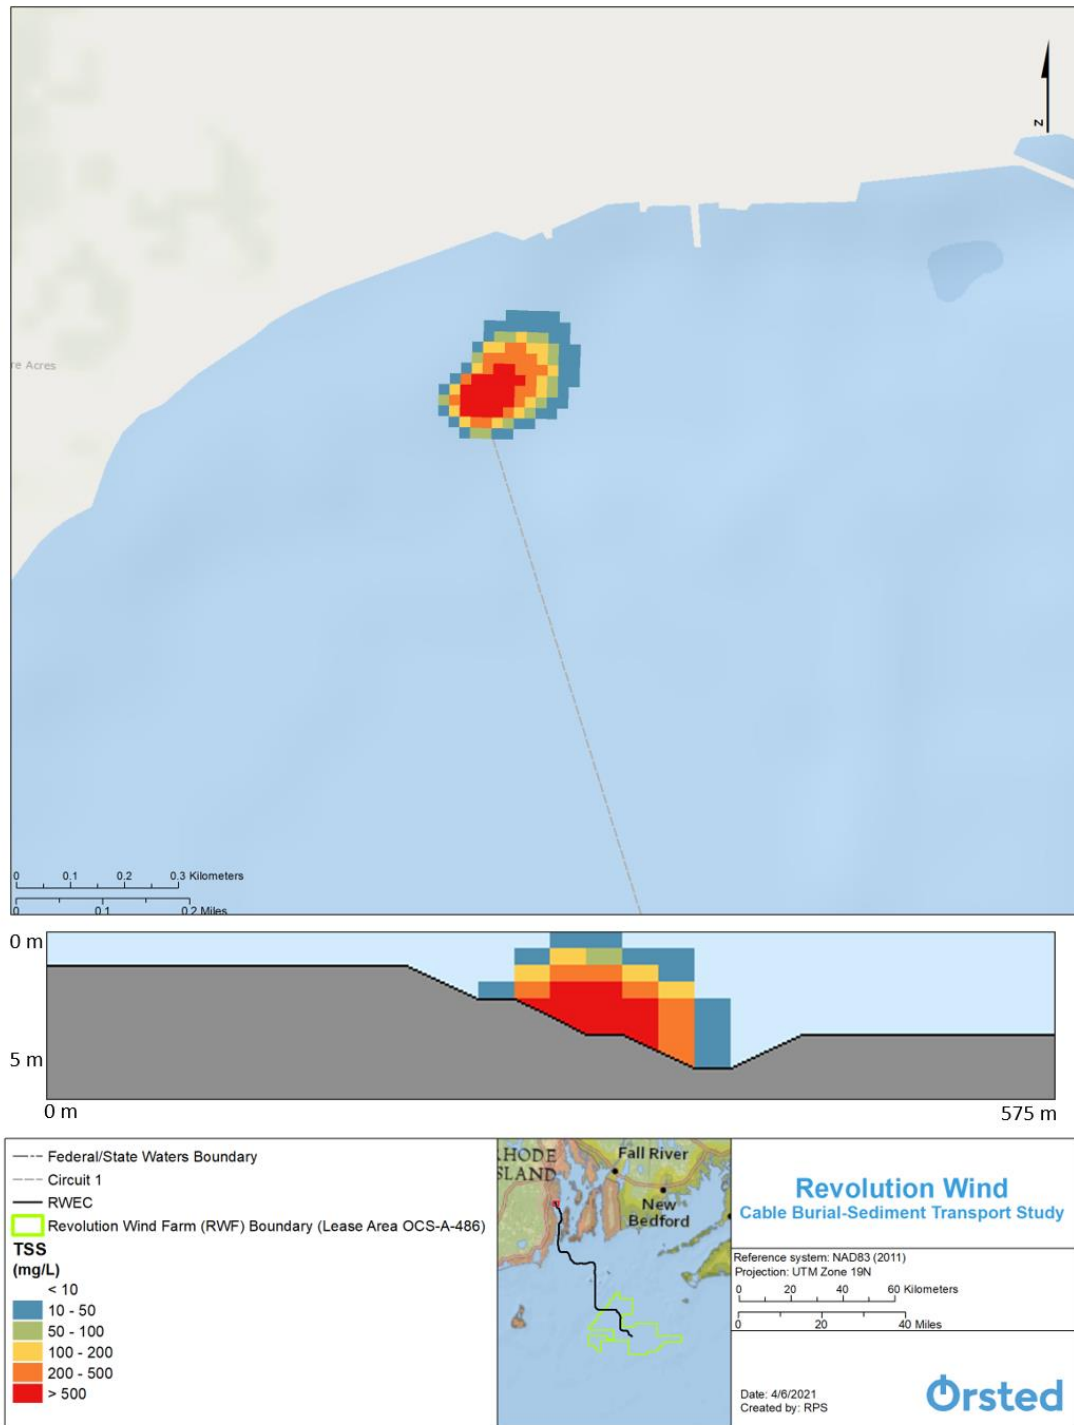 N
re Acres
0 0.1 0.2 0.3 Kilometers
0 0.1 0.2 Miles
0 m
5 m
0 m 575 m
Federal/State Waters Boundary
Circuit 1
RWEC
Revolution Wind Farm (RWF) Boundary (Lease Area OCS-A-486)
TSS
(mg/L)
< 10
10 - 50
50 - 100
100 - 200
200 - 500
> 500
RHODE
ISLAND
Fall River
New
Bedford
Revolution Wind
Cable Burial-Sediment Transport Study
Reference system: NAD83 (2011)
Projection: UTM Zone 19N
0 20 40 60 Kilometers
0 20 40 Miles
Date: 4/6/2021
Created by: RPS
Ørsted